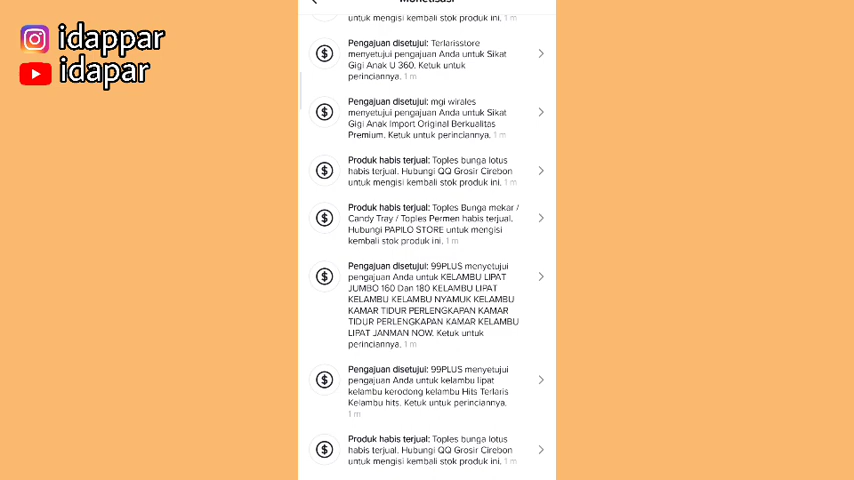 idappar
idapar
Monetisasi
untuk mengisi kembali stok produk ini. 1 m
Pengajuan disetujui: Terlarisstore
menyetujui pengajuan Anda untuk Sikat
Gigi Anak U 360. Ketuk untuk
perinciannya. 1 m
Pengajuan disetujui: mgi wirales
menyetujui pengajuan Anda untuk Sikat
Gigi Anak Import Original Berkualitas
Premium. Ketuk untuk perinciannya. 1 m
Produk habis terjual: Toples bunga lotus
habis terjual. Hubungi QQ Grosir Cirebon
untuk mengisi kembali stok produk ini. 1 m
Produk habis terjual: Toples Bunga mekar /
Candy Tray / Toples Permen habis terjual.
Hubungi PAPILO STORE untuk mengisi
kembali stok produk ini. 1 m
Pengajuan disetujui: 99PLUS menyetujui
pengajuan Anda untuk KELAMBU LIPAT
JUMBO 160 Dan 180 KELAMBU LIPAT
KELAMBU KELAMBU NYAMUK KELAMBU
KAMAR TIDUR PERLENGKAPAN KAMAR
TIDUR PERLENGKAPAN KAMAR KELAMBU
LIPAT JANMAN NOW. Ketuk untuk
perinciannya. 1 m
Pengajuan disetujui: 99PLUS menyetujui
pengajuan Anda untuk kelambu lipat
kelambu kerodong kelambu Hits Terlaris
Kelambu hits. Ketuk untuk perinciannya.
1 m
Produk habis terjual: Toples bunga lotus
habis terjual. Hubungi QQ Grosir Cirebon
untuk mengisi kembali stok produk ini. 1 m